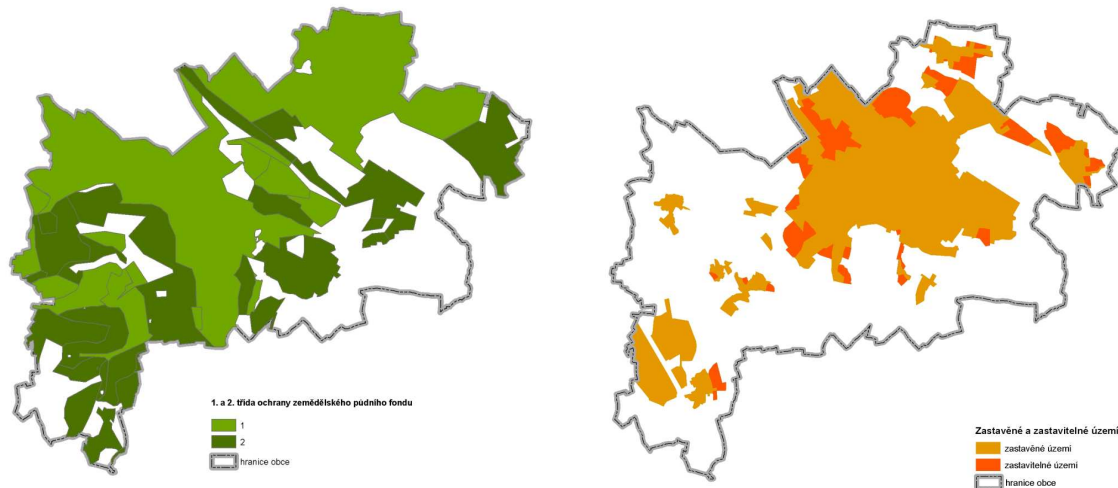 1. a 2. třída ochrany zemědělského půdního fondu
1
2
hranice obce
Zastavěné a zastavitelné území
zastavěné území
zastavitelné území
hranice obce